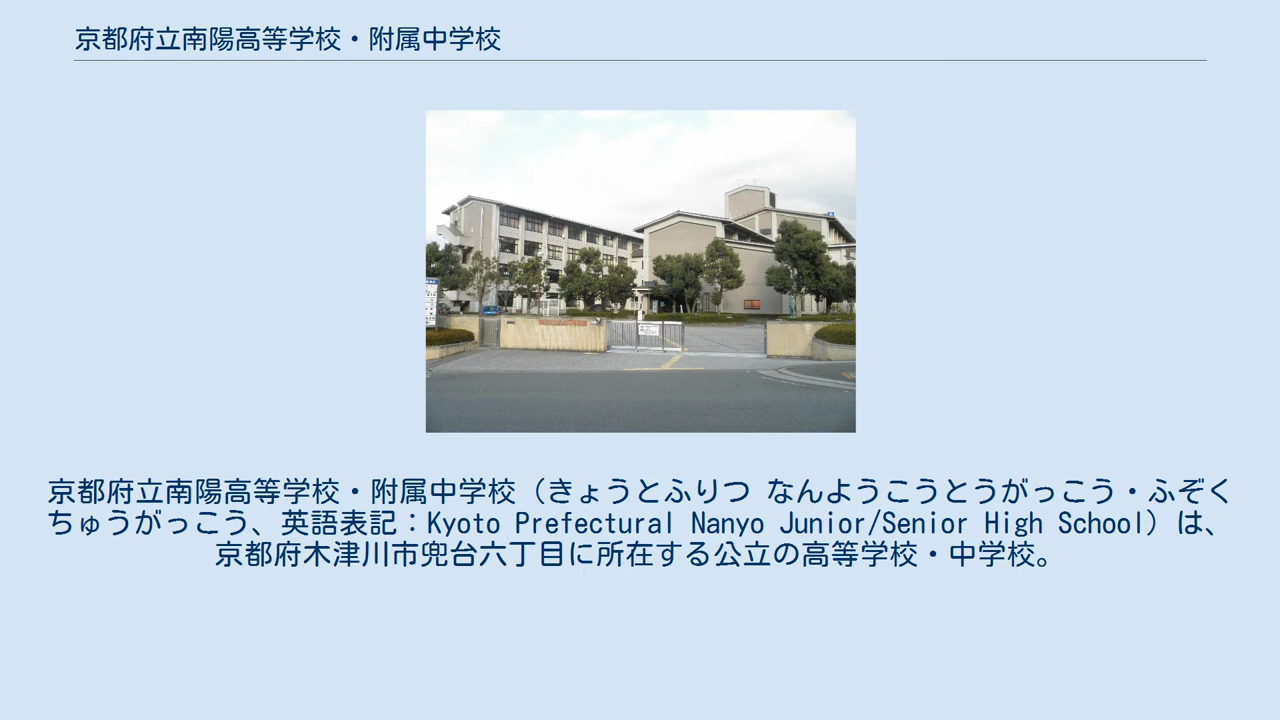 京都府立南陽高等学校・附属中学校
京都府立南陽高等学校・附属中学校（きょうとふりつ なんようこうとうがっこう・ふぞく
ちゅうがっこう、英語表記：Kyoto Prefectural Nanyo Junior/Senior High School）は、
京都府木津川市兜台六丁目に所在する公立の高等学校・中学校。